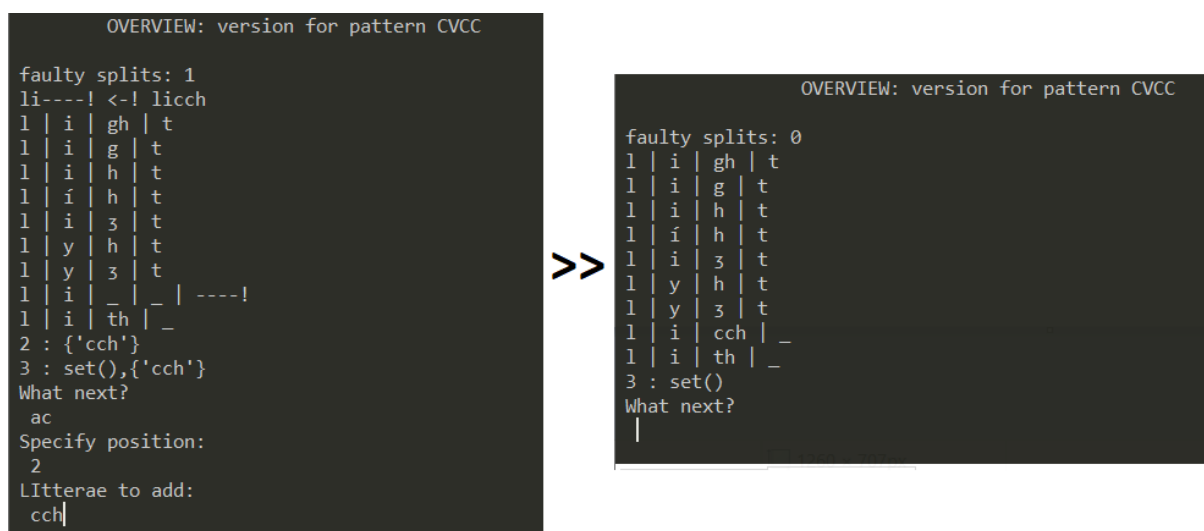 OVERVIEW: version for pattern CVCC
faulty splits: 1
li----! <-! licch
l | i | gh | t
l | i | g | t
l | i | h | t
l | í | h | t
l | i | ʒ | t
l | y | h | t
l | y | ʒ | t
l | i | _ | _ | ----!
l | i | th | _
2 : {'cch'}
3 : set(),{'cch'}
What next?
ac
Specify position:
2
LItterae to add:
cch
>>
OVERVIEW: version for pattern CVCC
faulty splits: 0
l | i | gh | t
l | i | g | t
l | i | h | t
l | í | h | t
l | i | ʒ | t
l | y | h | t
l | y | ʒ | t
l | i | cch | _
l | i | th | _
3 : set()
What next?